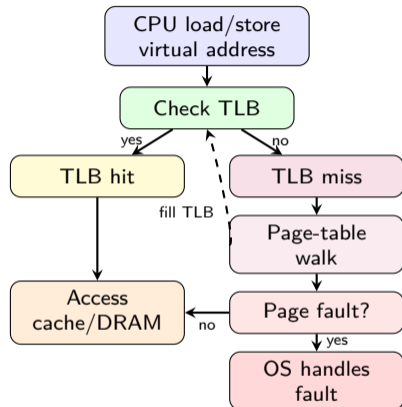 CPU load/store
virtual address
Check TLB
yes
no
TLB hit
TLB miss
fill TLB
Page-table
walk
Access
cache/DRAM
Page fault?
no
yes
OS handles
fault